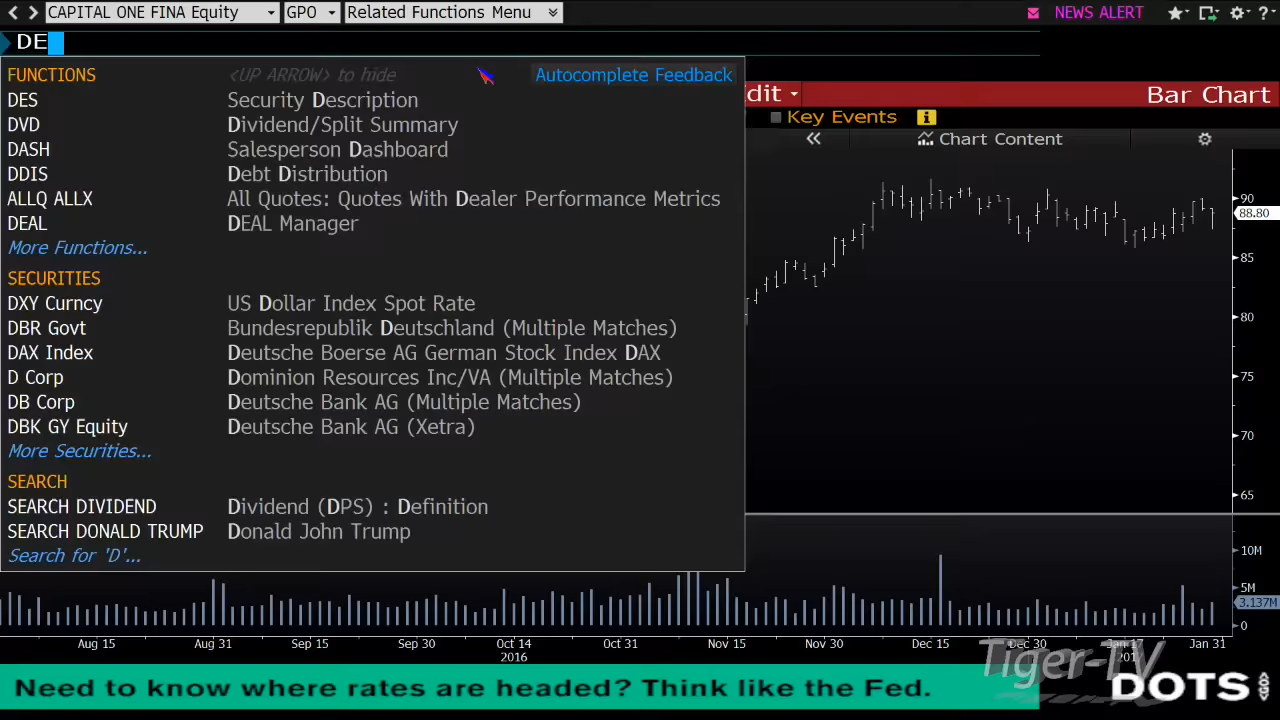 CAPITAL ONE FINA Equity GPO Related Functions Menu NEWS ALERT ?
DE
FUNCTIONS <UP ARROW> to hide Autocomplete Feedback
DES Security Description
DVD Dividend/Split Summary
DASH Salesperson Dashboard
DDIS Debt Distribution
ALLQ ALLX All Quotes: Quotes With Dealer Performance Metrics
DEAL DEAL Manager
More Functions...
SECURITIES
DXY Curncy US Dollar Index Spot Rate
DBR Govt Bundesrepublik Deutschland (Multiple Matches)
DAX Index Deutsche Boerse AG German Stock Index DAX
D Corp Dominion Resources Inc/VA (Multiple Matches)
DB Corp Deutsche Bank AG (Multiple Matches)
DBK GY Equity Deutsche Bank AG (Xetra)
More Securities...
SEARCH
SEARCH DIVIDEND Dividend (DPS) : Definition
SEARCH DONALD TRUMP Donald John Trump
Search for 'D'...
dit Bar Chart
Key Events i
« Chart Content
90
88.80
85
80
75
70
65
10M
5M
3.137M
0
Aug 15 Aug 31 Sep 15 Sep 30 Oct 14 Oct 31 Nov 15 Nov 30 Dec 15 Dec 30 Jan 17 Jan 31
2016
Tiger-TV
Need to know where rates are headed? Think like the Fed.
DOTS